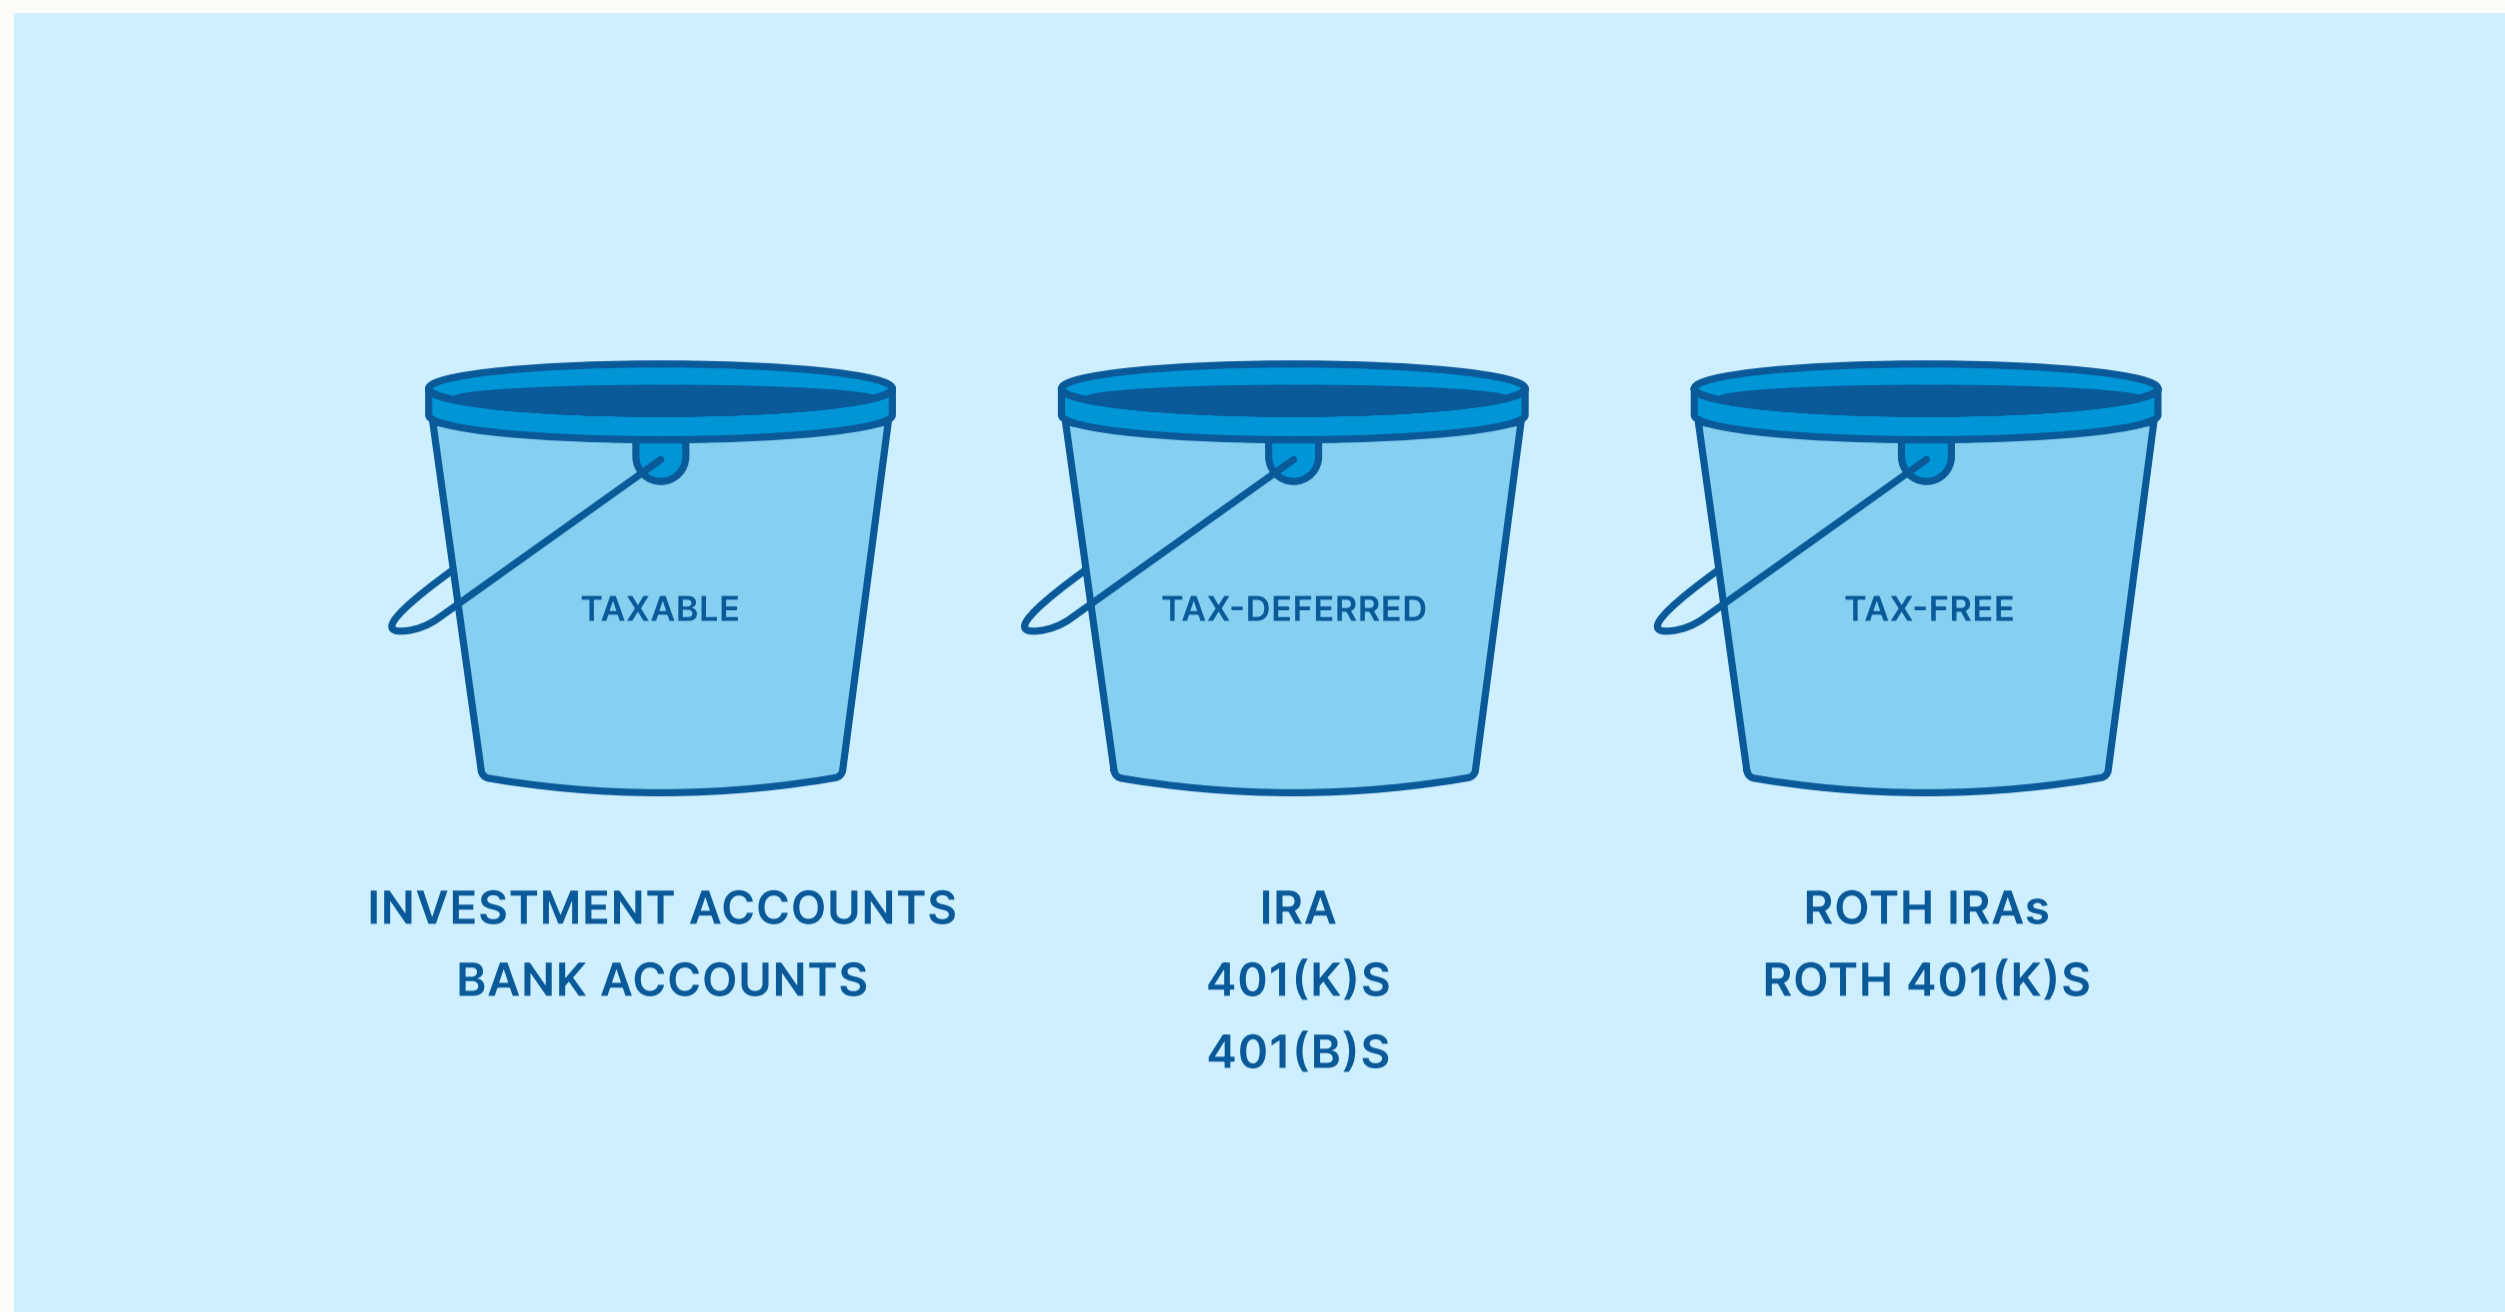 TAXABLE
TAX-DEFERRED
TAX-FREE
INVESTMENT ACCOUNTS
BANK ACCOUNTS
IRA
401(K)S
401(B)S
ROTH IRAs
ROTH 401(K)S